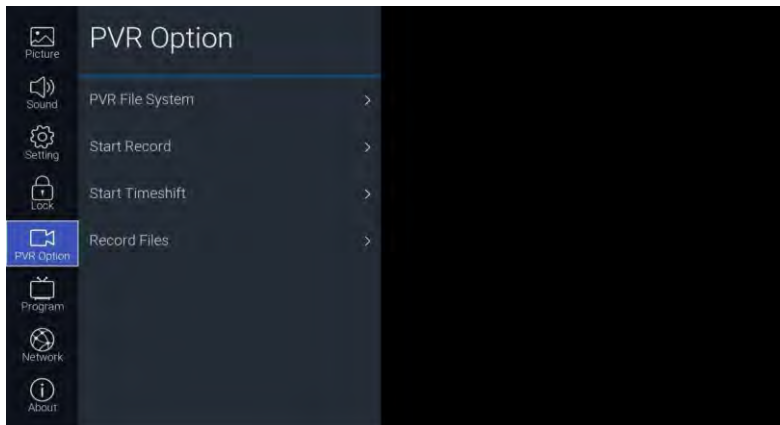 Picture
Sound
Setting
Lock
PVR Option
Program
Network
About
PVR Option
PVR File System
Start Record
Start Timeshift
Record Files